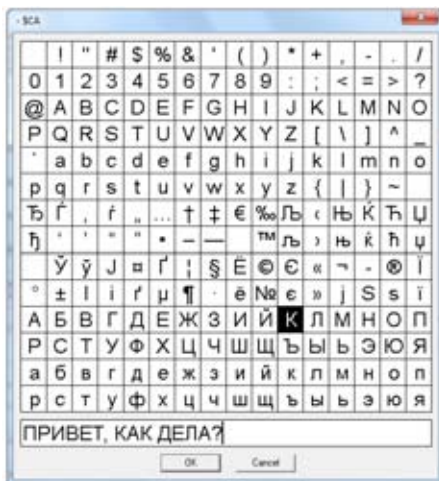 SCA
! " # $ % & ' ( ) * + , - . /
0 1 2 3 4 5 6 7 8 9 : ; < = > ?
@ A B C D E F G H I J K L M N O
P Q R S T U V W X Y Z [ \ ] ^ _
` a b c d e f g h i j k l m n o
p q r s t u v w x y z { | } ~
Ђ Ѓ ‚ ѓ „ … † ‡ € ‰ Љ ‹ Њ Ќ Ћ Џ
ђ ‘ ’ “ ” • – — ™ љ › њ ќ ћ џ
Ў ў Ј ¤ Ґ ¦ § Ё © Є « ¬ - ® Ї
° ± І і ґ µ ¶ · ё № є » ј Ѕ ѕ ї
А Б В Г Д Е Ж З И Й К Л М Н О П
Р С Т У Ф Х Ц Ч Ш Щ Ъ Ы Ь Э Ю Я
а б в г д е ж з и й к л м н о п
р с т у ф х ц ч ш щ ъ ы ь э ю я
ПРИВЕТ, КАК ДЕЛА?
OK Cancel